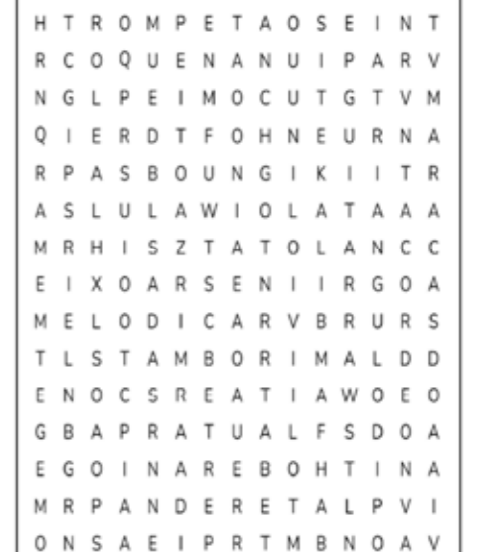 H T R O M P E T A O S E I N T
R C O Q U E N A N U I P A R V
N G L P E I M O C U T G T V M
Q I E R D T F O H N E U R N A
R P A S B O U N G I K I I T R
A S L U L A W I O L A T A A A
M R H I S Z T A T O L A N C C
E I X O A R S E N I I R G O A
M E L O D I C A R V B R U R S
T L S T A M B O R I M A L D D
E N O C S R E A T I A W O E O
G B A P R A T U A L F S D O A
E G O I N A R E B O H T I N A
M R P A N D E R E T A L P V I
O N S A E I P R T M B N O A V